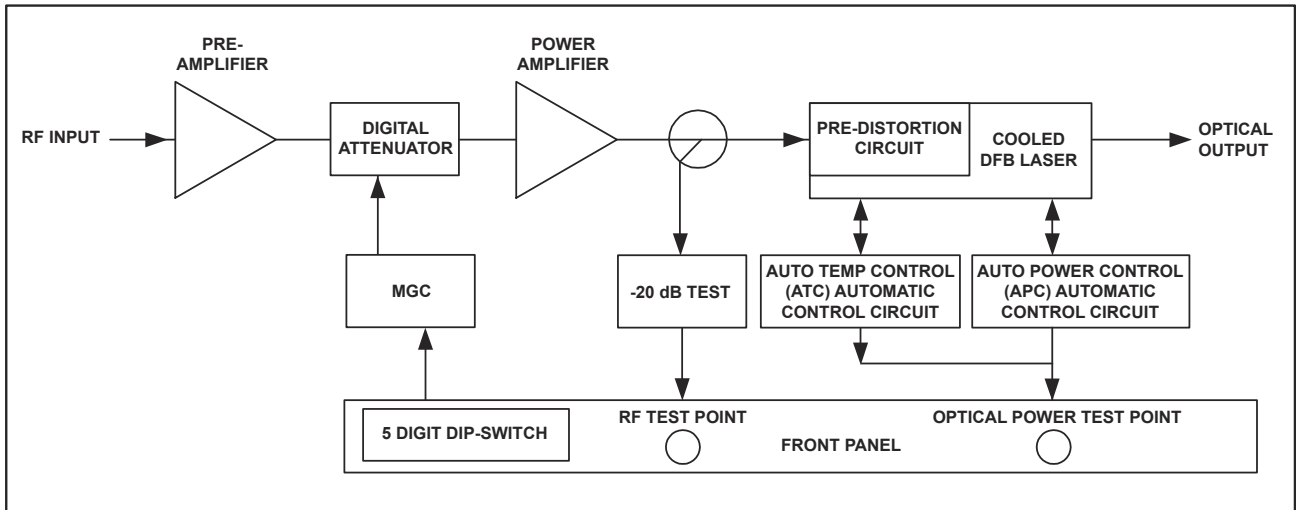 PRE-
AMPLIFIER
POWER
AMPLIFIER
RF INPUT
DIGITAL
ATTENUATOR
PRE-DISTORTION
CIRCUIT
COOLED
DFB LASER
OPTICAL
OUTPUT
MGC
-20 dB TEST
AUTO TEMP CONTROL
(ATC) AUTOMATIC
CONTROL CIRCUIT
AUTO POWER CONTROL
(APC) AUTOMATIC
CONTROL CIRCUIT
5 DIGIT DIP-SWITCH
RF TEST POINT
OPTICAL POWER TEST POINT
FRONT PANEL